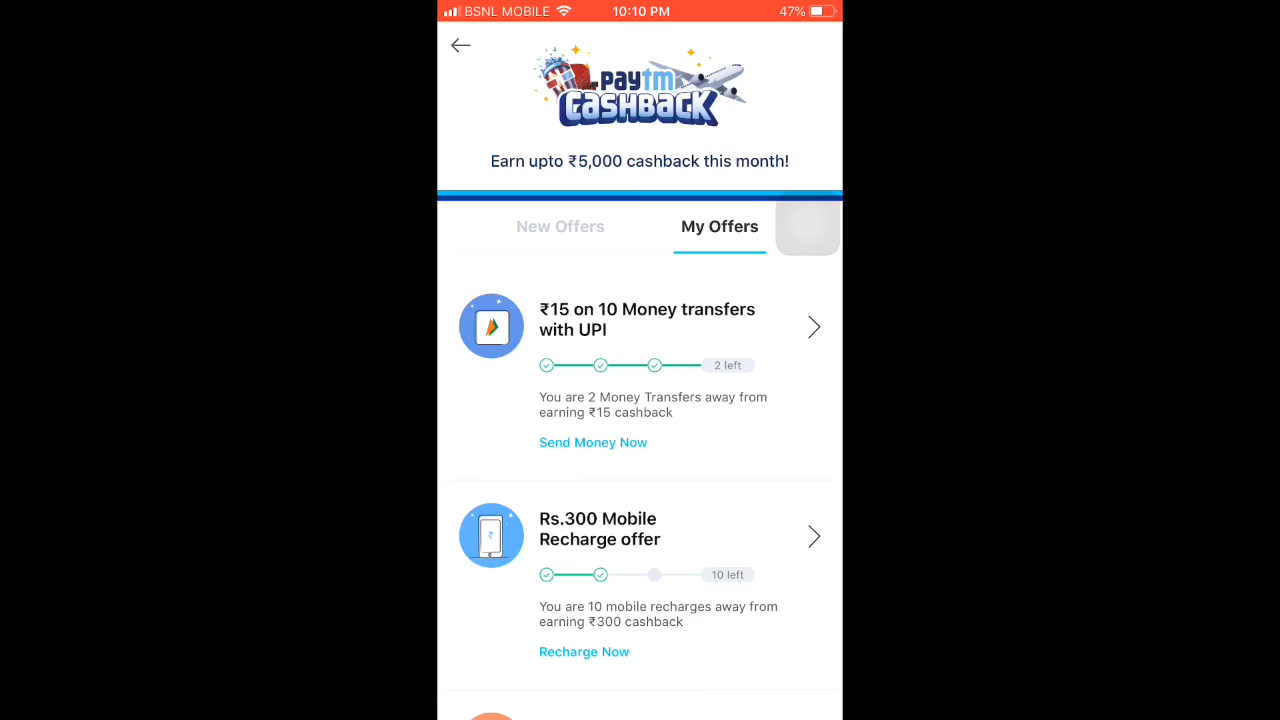 BSNL MOBILE 10:10 PM 47%
paytm
CASHBACK
Earn upto ₹5,000 cashback this month!
New Offers My Offers
₹15 on 10 Money transfers
with UPI
2 left
You are 2 Money Transfers away from
earning ₹15 cashback
Send Money Now
Rs.300 Mobile
Recharge offer
10 left
You are 10 mobile recharges away from
earning ₹300 cashback
Recharge Now